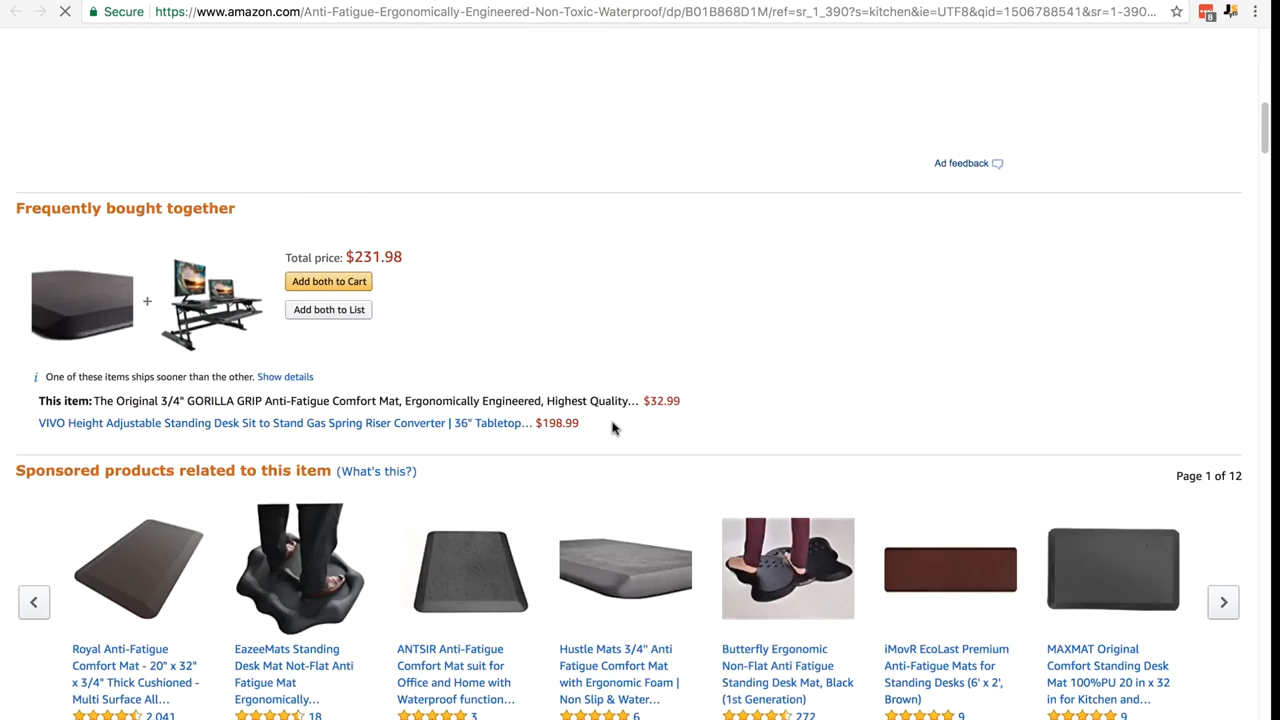 Secure
https://www.amazon.com/Anti-Fatigue-Ergonomically-Engineered-Non-Toxic-Waterproof/dp/B01B868D1M/ref=sr_1_390?s=kitchen&ie=UTF8&qid=1506788541&sr=1-390...
8
Ad feedback
Frequently bought together
+
Total price: $231.98
Add both to Cart
Add both to List
i One of these items ships sooner than the other. Show details
This item: The Original 3/4" GORILLA GRIP Anti-Fatigue Comfort Mat, Ergonomically Engineered, Highest Quality... $32.99
VIVO Height Adjustable Standing Desk Sit to Stand Gas Spring Riser Converter | 36" Tabletop... $198.99
Sponsored products related to this item (What's this?)
Page 1 of 12
Royal Anti-Fatigue
Comfort Mat - 20" x 32"
x 3/4" Thick Cushioned -
Multi Surface All...
2,041
EazeeMats Standing
Desk Mat Not-Flat Anti
Fatigue Mat
Ergonomically...
18
ANTSIR Anti-Fatigue
Comfort Mat suit for
Office and Home with
Waterproof function...
3
Hustle Mats 3/4'' Anti
Fatigue Comfort Mat
with Ergonomic Foam |
Non Slip & Water...
6
Butterfly Ergonomic
Non-Flat Anti Fatigue
Standing Desk Mat, Black
(1st Generation)
272
iMovR EcoLast Premium
Anti-Fatigue Mats for
Standing Desks (6' x 2',
Brown)
9
MAXMAT Original
Comfort Standing Desk
Mat 100%PU 20 in x 32
in for Kitchen and...
9